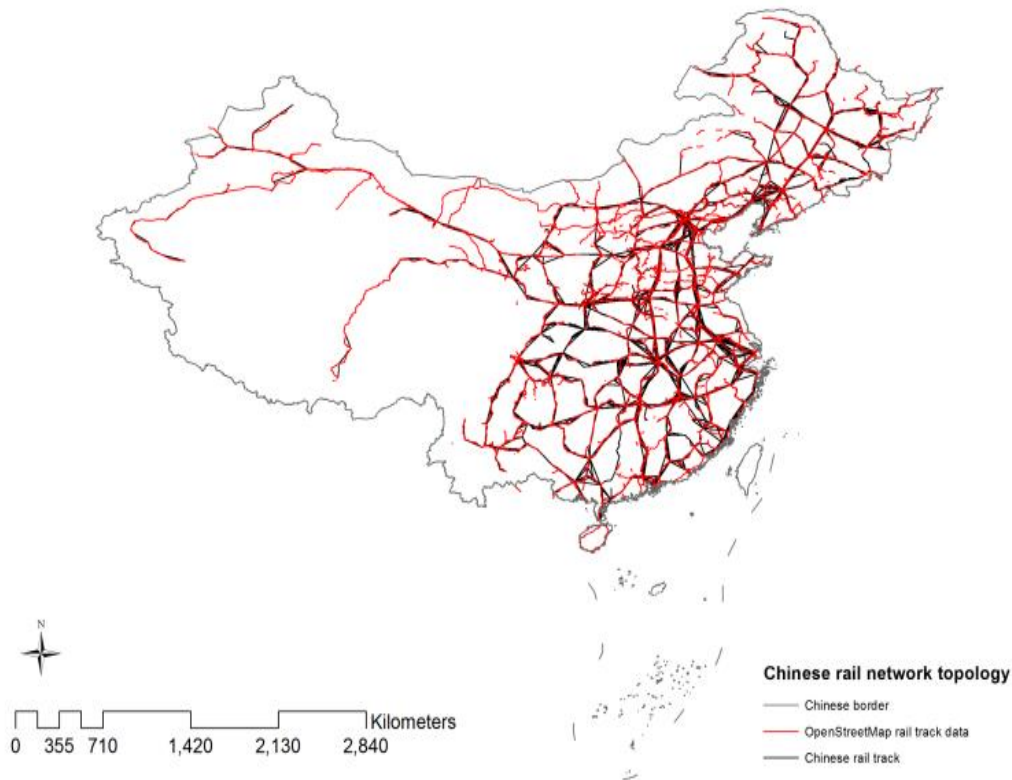 N
Kilometers
0 355 710 1,420 2,130 2,840
Chinese rail network topology
Chinese border
OpenStreetMap rail track data
Chinese rail track